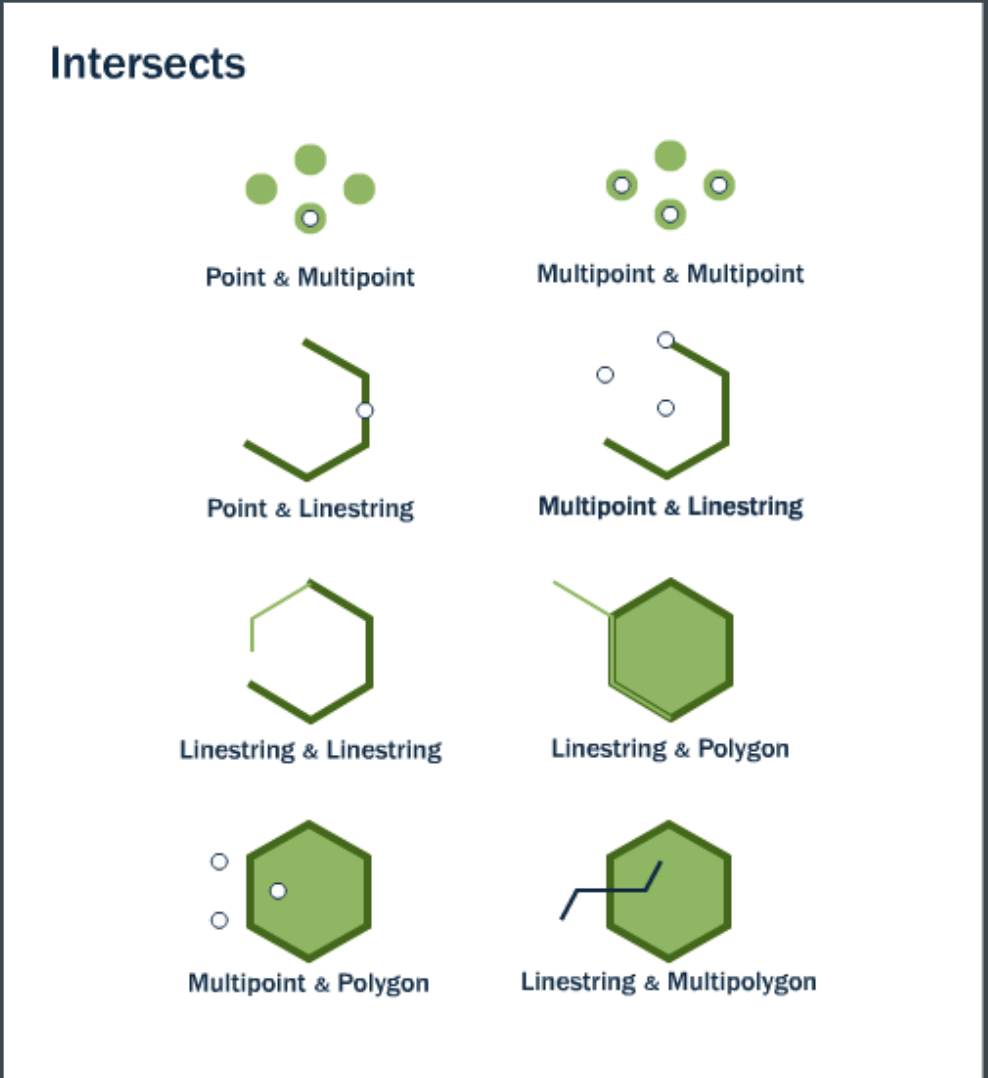 Intersects
Point & Multipoint
Multipoint & Multipoint
Point & Linestring
Multipoint & Linestring
Linestring & Linestring
Linestring & Polygon
Multipoint & Polygon
Linestring & Multipolygon